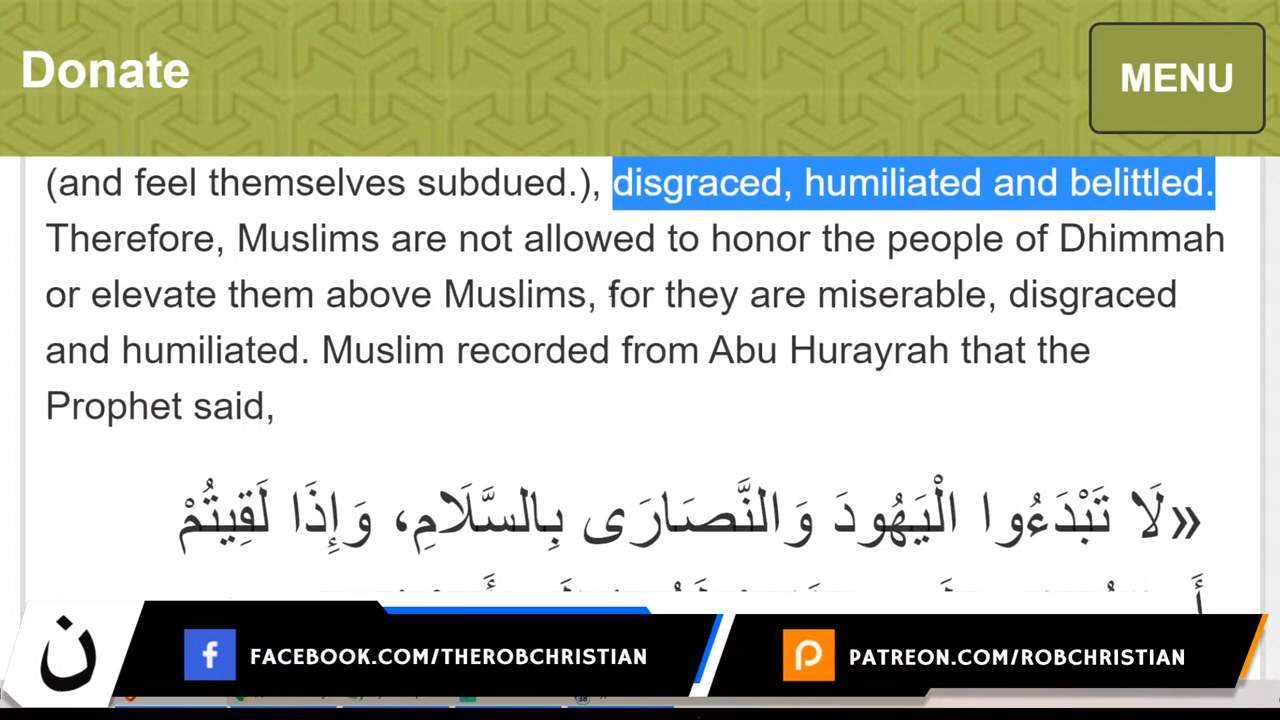 Donate
MENU
(and feel themselves subdued.), disgraced, humiliated and belittled.
Therefore, Muslims are not allowed to honor the people of Dhimmah
or elevate them above Muslims, for they are miserable, disgraced
and humiliated. Muslim recorded from Abu Hurayrah that the
Prophet said,
«لَا تَبْدَءُوا الْيَهُودَ وَالنَّصَارَى بِالسَّلَامِ، وَإِذَا لَقِيتُمْ
ن
FACEBOOK.COM/THEROBCHRISTIAN
PATREON.COM/ROBCHRISTIAN